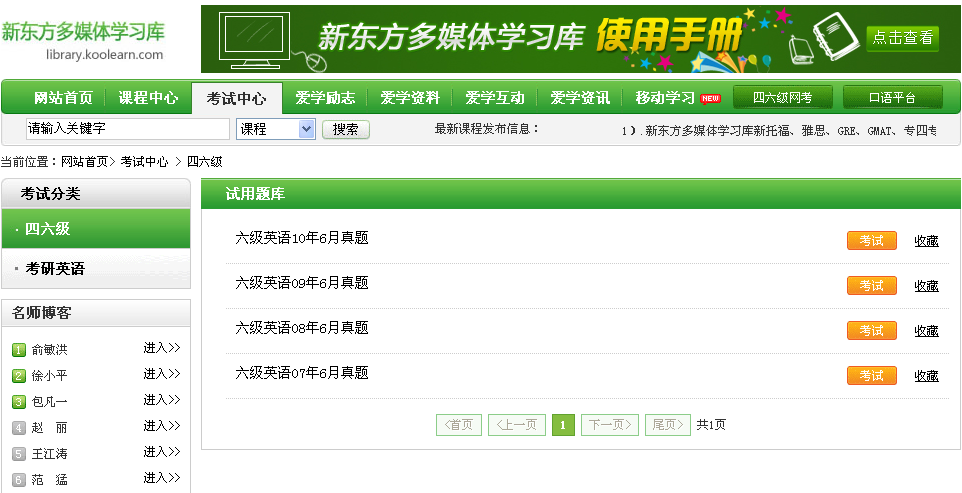 新东方多媒体学习库
library.koolearn.com
新东方多媒体学习库 使用手册 点击查看
网站首页 课程中心 考试中心 爱学励志 爱学资料 爱学互动 爱学资讯 移动学习 NEW 四六级网考 口语平台
请输入关键字 课程 搜索 最新课程发布信息： 1）.新东方多媒体学习库新托福、雅思、GRE、GMAT、专四专
当前位置：网站首页> 考试中心 > 四六级
考试分类
· 四六级
· 考研英语
名师博客
1 俞敏洪 进入>>
2 徐小平 进入>>
3 包凡一 进入>>
4 赵 丽 进入>>
5 王江涛 进入>>
6 范 猛 进入>>
试用题库
六级英语10年6月真题 考试 收藏
六级英语09年6月真题 考试 收藏
六级英语08年6月真题 考试 收藏
六级英语07年6月真题 考试 收藏
<首页 <上一页 1 下一页> 尾页> 共1页